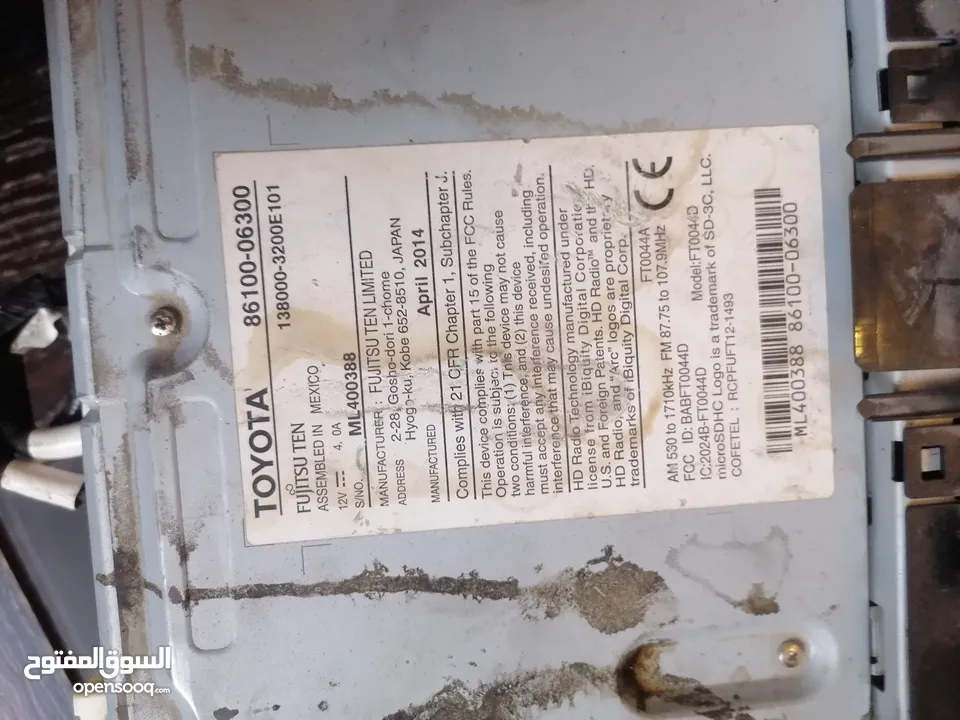 TOYOTA 86100-06300
FUJITSU TEN 138000-3200E101
ASSEMBLED IN MEXICO
12V 4. 0A
S/NO. ML400388
MANUFACTURER : FUJITSU TEN LIMITED
ADDRESS 2-28, Gosho-dori 1-chome
Hyogo-ku, Kobe 652-8510, JAPAN
MANUFACTURED April 2014
Complies with 21 CFR Chapter 1, Subchapter J.
This device complies with part 15 of the FCC Rules.
Operation is subject to the following
two conditions; (1) This device may not cause
harmful interference, and (2) this device
must accept any interference received, including
interference that may cause undesired operation.
HD Radio Technology manufactured under
license from iBiquity Digital Corporation.
U.S. and Foreign Patents. HD Radio™ and the HD,
HD Radio, and "Arc" logos are proprietary
trademarks of iBiquity Digital Corp.
FT0044A CE
AM 530 to 1710kHz FM 87.75 to 107.9MHz
FCC ID: BABFT0044D
IC:2024B-FT0044D Model:FT0044D
microSDHC Logo is a trademark of SD-3C, LLC.
COFETEL : RCPFUFT12-1493
ML400388 86100-06300
السوق المفتوح
opensooq.com